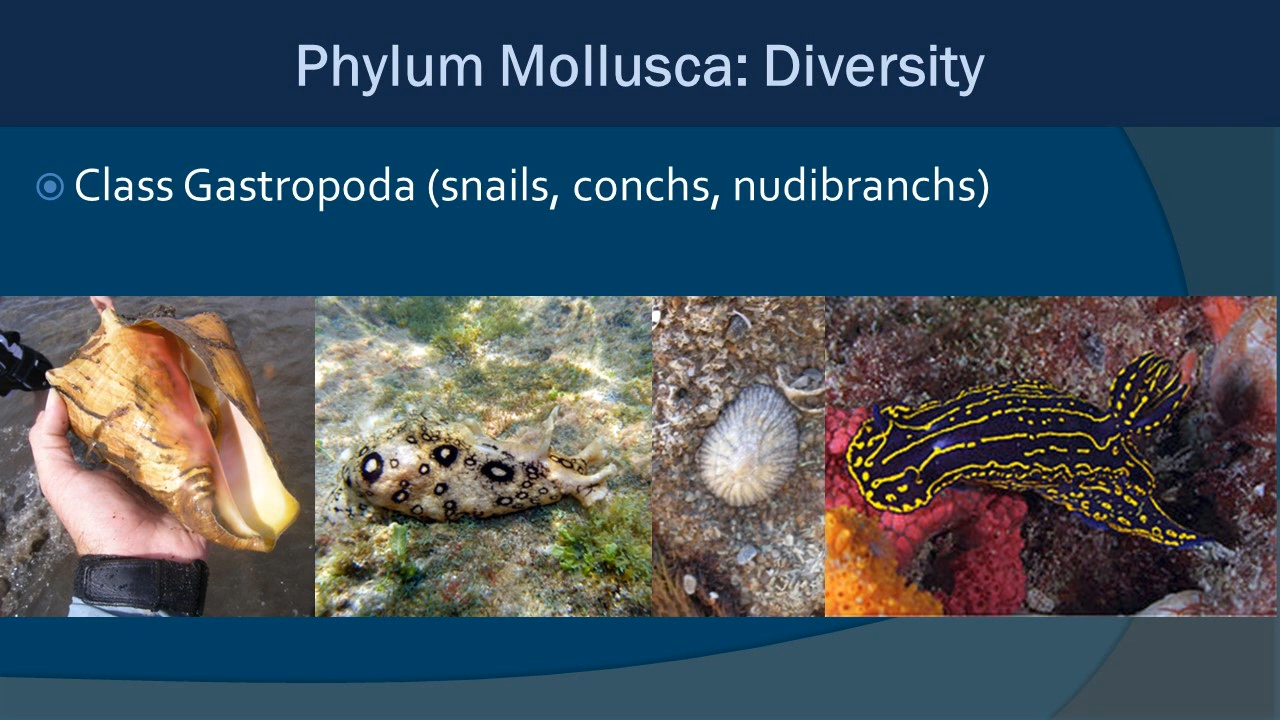 Phylum Mollusca: Diversity
Class Gastropoda (snails, conchs, nudibranchs)